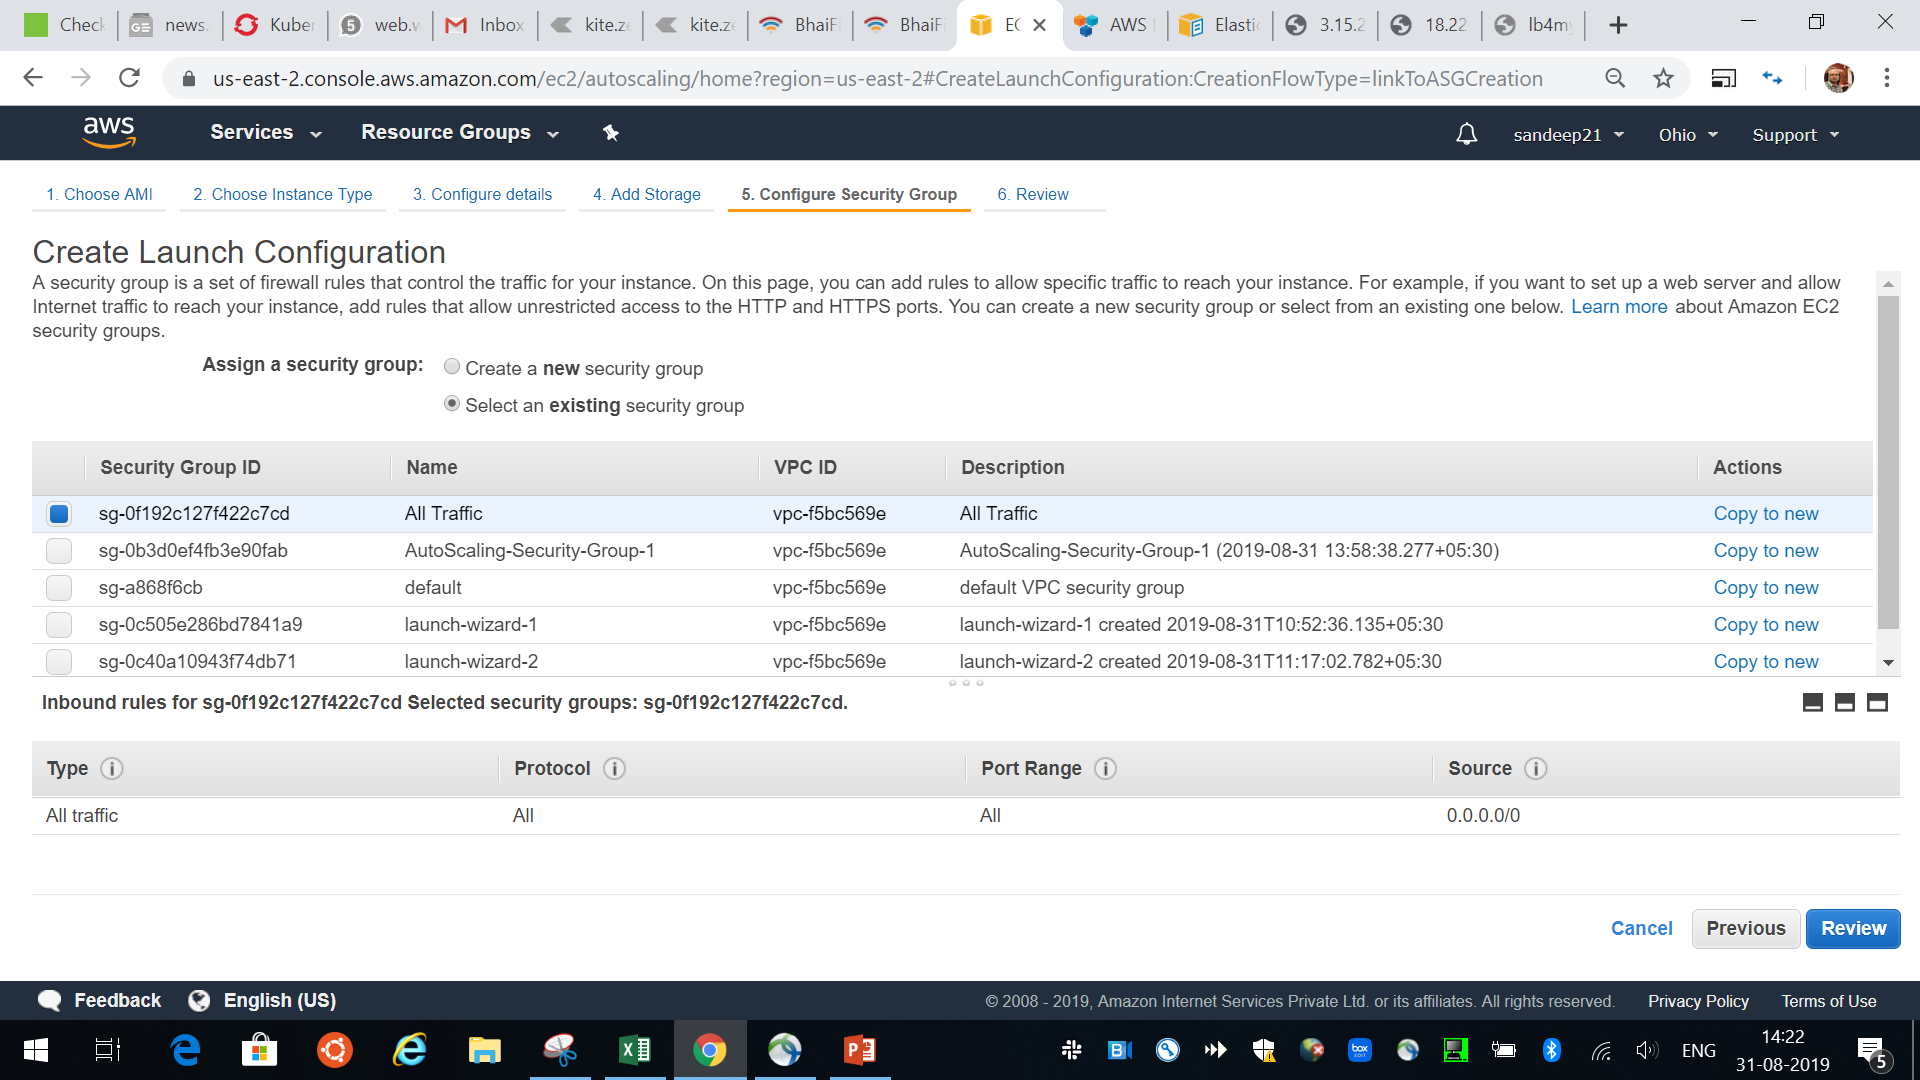 Check
news.
Kuber
5 web.w
Inbox
kite.ze
kite.ze
BhaiFi
BhaiFi
EC
AWS
Elastic
3.15.2
18.22
lb4my
us-east-2.console.aws.amazon.com/ec2/autoscaling/home?region=us-east-2#CreateLaunchConfiguration:CreationFlowType=linkToASGCreation
aws Services Resource Groups sandeep21 Ohio Support
1. Choose AMI 2. Choose Instance Type 3. Configure details 4. Add Storage 5. Configure Security Group 6. Review
Create Launch Configuration
A security group is a set of firewall rules that control the traffic for your instance. On this page, you can add rules to allow specific traffic to reach your instance. For example, if you want to set up a web server and allow
Internet traffic to reach your instance, add rules that allow unrestricted access to the HTTP and HTTPS ports. You can create a new security group or select from an existing one below. Learn more about Amazon EC2
security groups.
Assign a security group: Create a new security group
Select an existing security group
Security Group ID Name VPC ID Description Actions
sg-0f192c127f422c7cd All Traffic vpc-f5bc569e All Traffic Copy to new
sg-0b3d0ef4fb3e90fab AutoScaling-Security-Group-1 vpc-f5bc569e AutoScaling-Security-Group-1 (2019-08-31 13:58:38.277+05:30) Copy to new
sg-a868f6cb default vpc-f5bc569e default VPC security group Copy to new
sg-0c505e286bd7841a9 launch-wizard-1 vpc-f5bc569e launch-wizard-1 created 2019-08-31T10:52:36.135+05:30 Copy to new
sg-0c40a10943f74db71 launch-wizard-2 vpc-f5bc569e launch-wizard-2 created 2019-08-31T11:17:02.782+05:30 Copy to new
Inbound rules for sg-0f192c127f422c7cd Selected security groups: sg-0f192c127f422c7cd.
Type Protocol Port Range Source
All traffic All All 0.0.0.0/0
Cancel Previous Review
Feedback English (US) © 2008 - 2019, Amazon Internet Services Private Ltd. or its affiliates. All rights reserved. Privacy Policy Terms of Use
ENG
14:22
31-08-2019
5